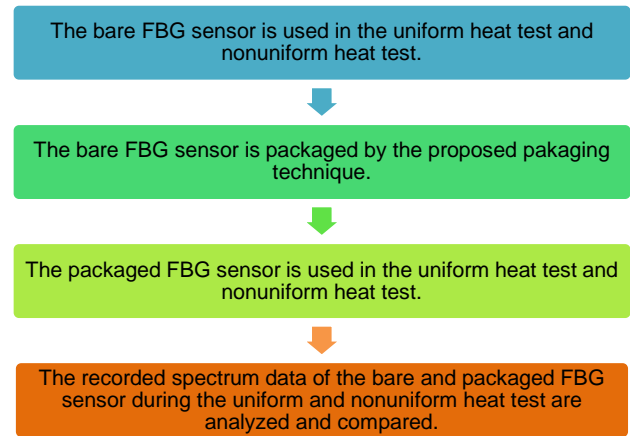 The bare FBG sensor is used in the uniform heat test and
nonuniform heat test.
The bare FBG sensor is packaged by the proposed pakaging
technique.
The packaged FBG sensor is used in the uniform heat test and
nonuniform heat test.
The recorded spectrum data of the bare and packaged FBG
sensor during the uniform and nonuniform heat test are
analyzed and compared.